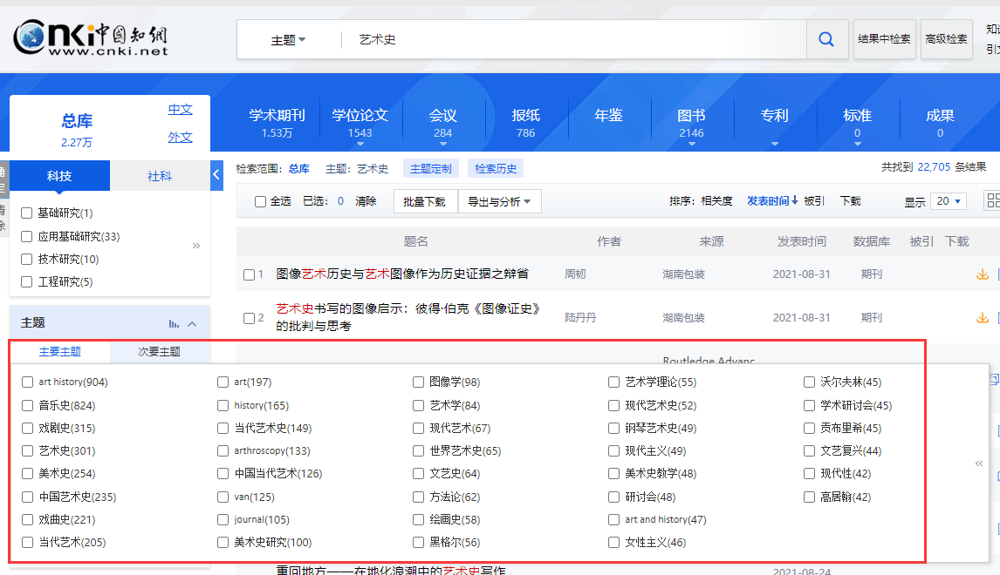 cnki 中国知网
www.cnki.net
主题 艺术史 结果中检索 高级检索
总库
2.27万
中文
外文
学术期刊 学位论文 会议 报纸 年鉴 图书 专利 标准 成果
1.53万 1543 284 786 2146 0 0
科技 社科
检索范围: 总库 主题: 艺术史 主题定制 检索历史 共找到 22,705 条结果
全选 已选: 0 清除 批量下载 导出与分析 排序: 相关度 发表时间↓ 被引 下载 显示 20
基础研究(1)
应用基础研究(33)
技术研究(10)
工程研究(5)
»
题名 作者 来源 发表时间 数据库 被引 下载
1 图像艺术历史与艺术图像作为历史证据之辩省 周韧 湖南包装 2021-08-31 期刊
2 艺术史书写的图像启示: 彼得·伯克《图像证史》
的批判与思考 陆丹丹 湖南包装 2021-08-31 期刊
主题
主要主题 次要主题
Routledge Advanc
art history(904) art(197) 图像学(98) 艺术学理论(55) 沃尔夫林(45)
音乐史(824) history(165) 艺术学(84) 现代艺术史(52) 学术研讨会(45)
戏剧史(315) 当代艺术史(149) 现代艺术(67) 钢琴艺术史(49) 贡布里希(45)
艺术史(301) arthroscopy(133) 世界艺术史(65) 现代主义(49) 文艺复兴(44)
美术史(254) 中国当代艺术(126) 文艺史(64) 美术史教学(48) 现代性(42)
中国艺术史(235) van(125) 方法论(62) 研讨会(48) 高居翰(42)
戏曲史(221) journal(105) 绘画史(58) art and history(47)
当代艺术(205) 美术史研究(100) 黑格尔(56) 女性主义(46)
«
重回地方——在地化浪潮中的艺术史写作 2021-08-24